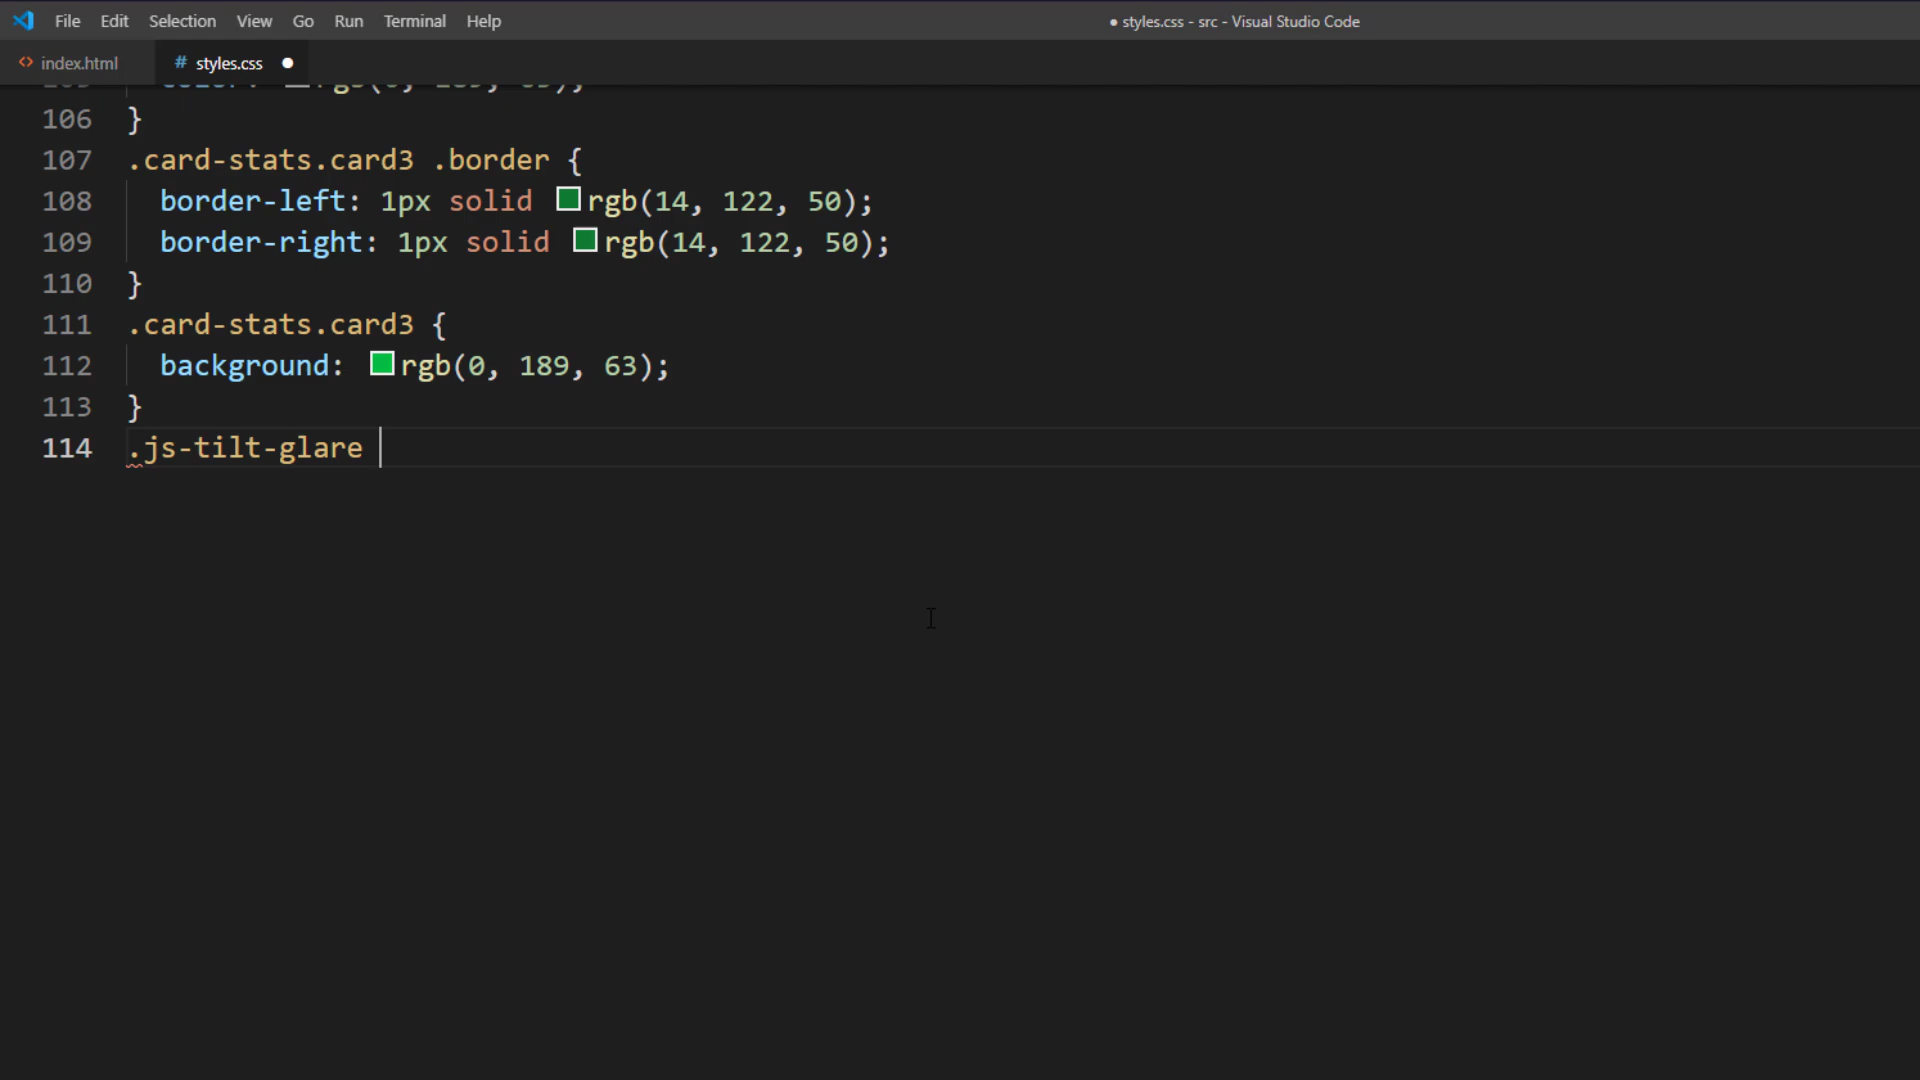 File Edit Selection View Go Run Terminal Help
● styles.css - src - Visual Studio Code
<> index.html # styles.css ●
106 }
107 .card-stats.card3 .border {
108 border-left: 1px solid rgb(14, 122, 50);
109 border-right: 1px solid rgb(14, 122, 50);
110 }
111 .card-stats.card3 {
112 background: rgb(0, 189, 63);
113 }
114 .js-tilt-glare